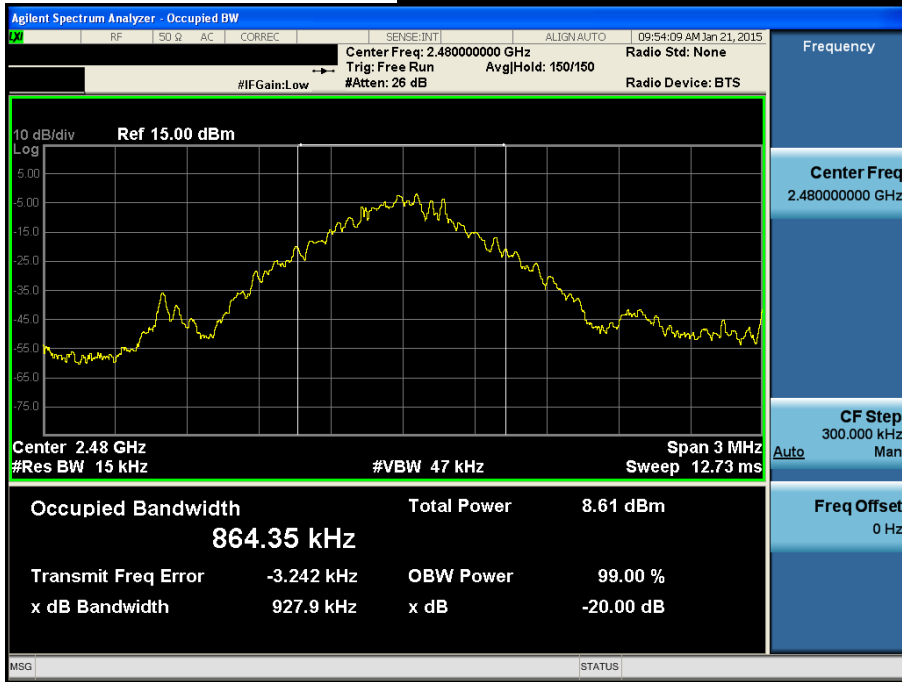 Agilent Spectrum Analyzer - Occupied BW
LXI RF 50 Ω AC CORREC SENSE:INT ALIGN AUTO 09:54:09 AM Jan 21, 2015
Center Freq: 2.480000000 GHz Radio Std: None
Trig: Free Run Avg|Hold: 150/150
#IFGain:Low #Atten: 26 dB Radio Device: BTS
Frequency
10 dB/div Ref 15.00 dBm
Log
5.00
-5.00
-15.0
-25.0
-35.0
-45.0
-55.0
-65.0
-75.0
Center 2.48 GHz Span 3 MHz
#Res BW 15 kHz #VBW 47 kHz Sweep 12.73 ms
Center Freq
2.480000000 GHz
CF Step
300.000 kHz
Auto Man
Freq Offset
0 Hz
Occupied Bandwidth Total Power 8.61 dBm
864.35 kHz
Transmit Freq Error -3.242 kHz OBW Power 99.00 %
x dB Bandwidth 927.9 kHz x dB -20.00 dB
MSG STATUS